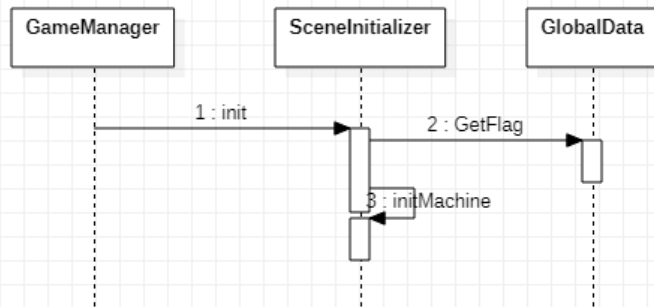 GameManager
SceneInitializer
GlobalData
1 : init
2 : GetFlag
3 : initMachine